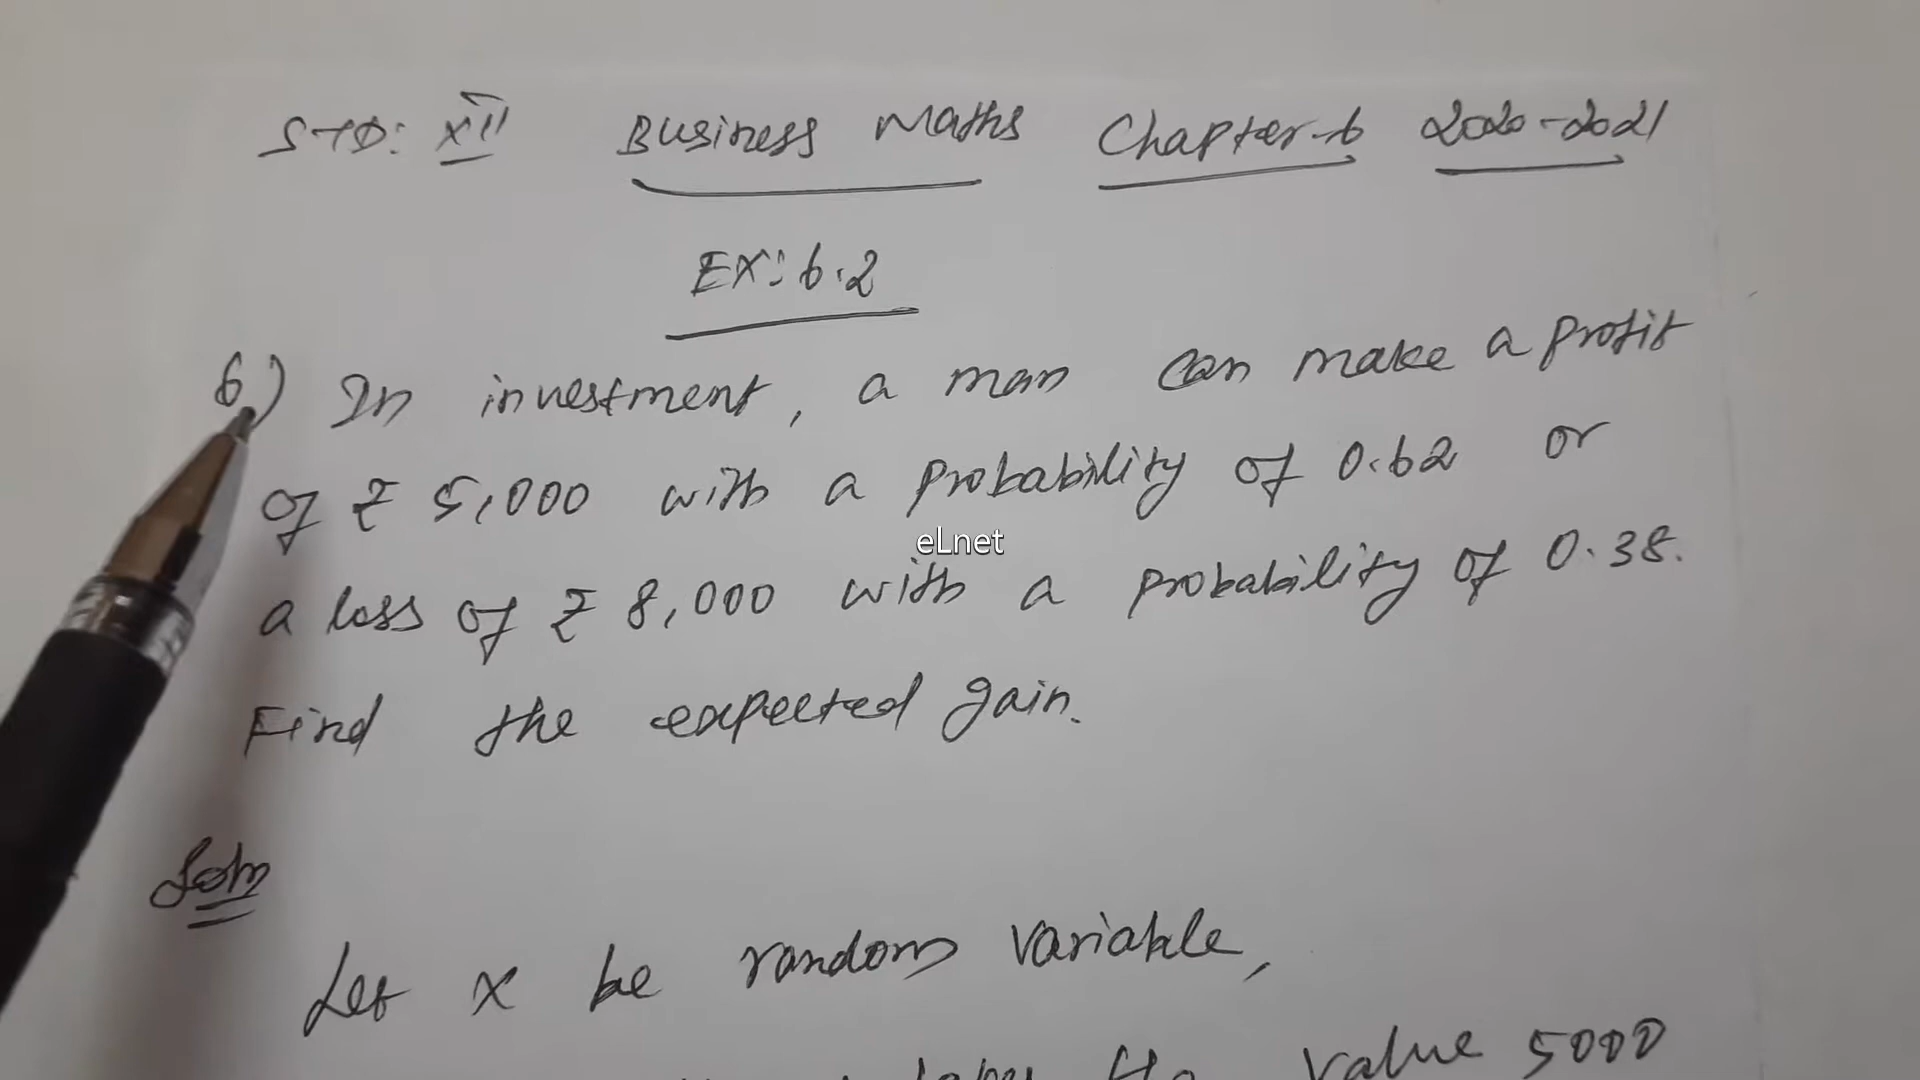 STD: XII Business Maths Chapter-6 2020-2021
EX: 6.2
6) In investment, a man can make a profit
of ₹ 5,000 with a probability of 0.62 or
eLnet
a loss of ₹ 8,000 with a probability of 0.38.
Find the expected gain.
Soln
Let x be random variable,
value 5000